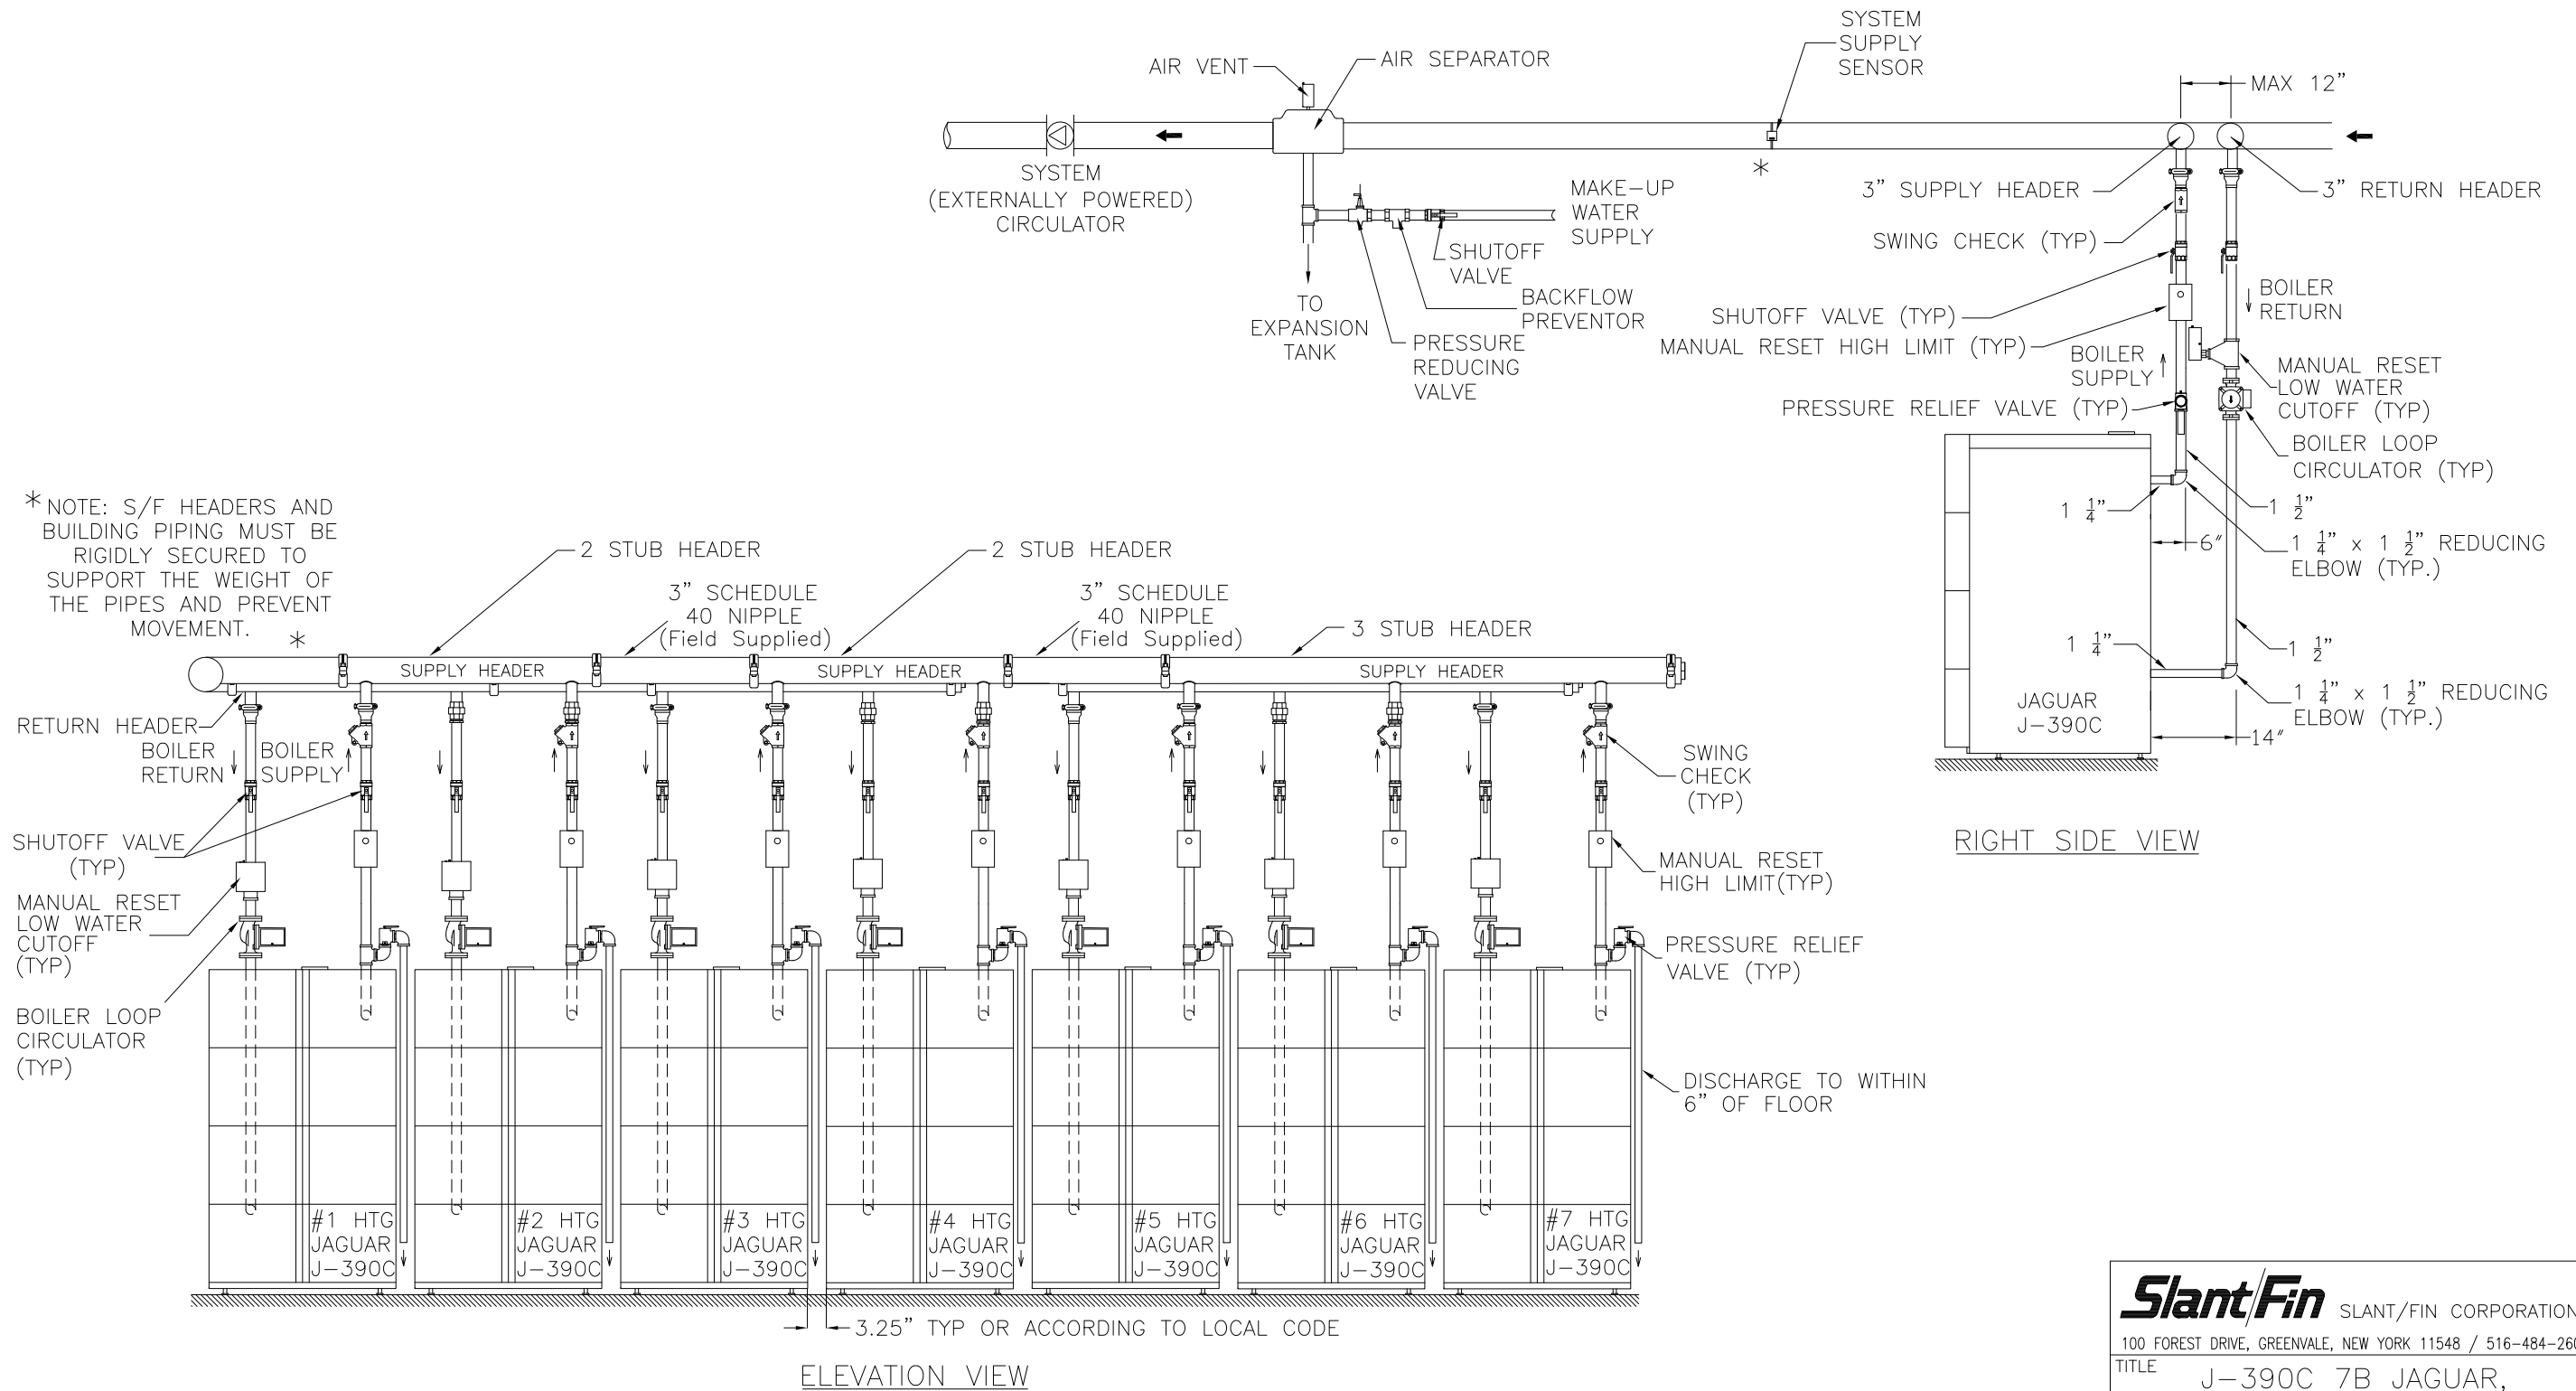 SYSTEM
SUPPLY
SENSOR
AIR VENT
AIR SEPARATOR
MAX 12"
SYSTEM
(EXTERNALLY POWERED)
CIRCULATOR
*
MAKE-UP
WATER
SUPPLY
3" SUPPLY HEADER
3" RETURN HEADER
SWING CHECK (TYP)
SHUTOFF
VALVE
TO
EXPANSION
TANK
BACKFLOW
PREVENTOR
PRESSURE
REDUCING
VALVE
SHUTOFF VALVE (TYP)
BOILER
RETURN
MANUAL RESET HIGH LIMIT (TYP)
BOILER
SUPPLY
MANUAL RESET
LOW WATER
CUTOFF (TYP)
PRESSURE RELIEF VALVE (TYP)
BOILER LOOP
CIRCULATOR (TYP)
1 1/4"
1 1/2"
6"
1 1/4" x 1 1/2" REDUCING
ELBOW (TYP.)
1 1/4"
1 1/2"
1 1/4" x 1 1/2" REDUCING
ELBOW (TYP.)
JAGUAR
J-390C
14"
RIGHT SIDE VIEW
* NOTE: S/F HEADERS AND
BUILDING PIPING MUST BE
RIGIDLY SECURED TO
SUPPORT THE WEIGHT OF
THE PIPES AND PREVENT
MOVEMENT.
*
2 STUB HEADER
3" SCHEDULE
40 NIPPLE
(Field Supplied)
2 STUB HEADER
3" SCHEDULE
40 NIPPLE
(Field Supplied)
3 STUB HEADER
SUPPLY HEADER
SUPPLY HEADER
SUPPLY HEADER
RETURN HEADER
BOILER
RETURN
BOILER
SUPPLY
SHUTOFF VALVE
(TYP)
MANUAL RESET
LOW WATER
CUTOFF
(TYP)
BOILER LOOP
CIRCULATOR
(TYP)
SWING
CHECK
(TYP)
MANUAL RESET
HIGH LIMIT(TYP)
PRESSURE RELIEF
VALVE (TYP)
DISCHARGE TO WITHIN
6" OF FLOOR
#1 HTG
JAGUAR
J-390C
#2 HTG
JAGUAR
J-390C
#3 HTG
JAGUAR
J-390C
#4 HTG
JAGUAR
J-390C
#5 HTG
JAGUAR
J-390C
#6 HTG
JAGUAR
J-390C
#7 HTG
JAGUAR
J-390C
3.25" TYP OR ACCORDING TO LOCAL CODE
ELEVATION VIEW
Slant/Fin SLANT/FIN CORPORATION
100 FOREST DRIVE, GREENVALE, NEW YORK 11548 / 516-484-260
TITLE
J-390C 7B JAGUAR,